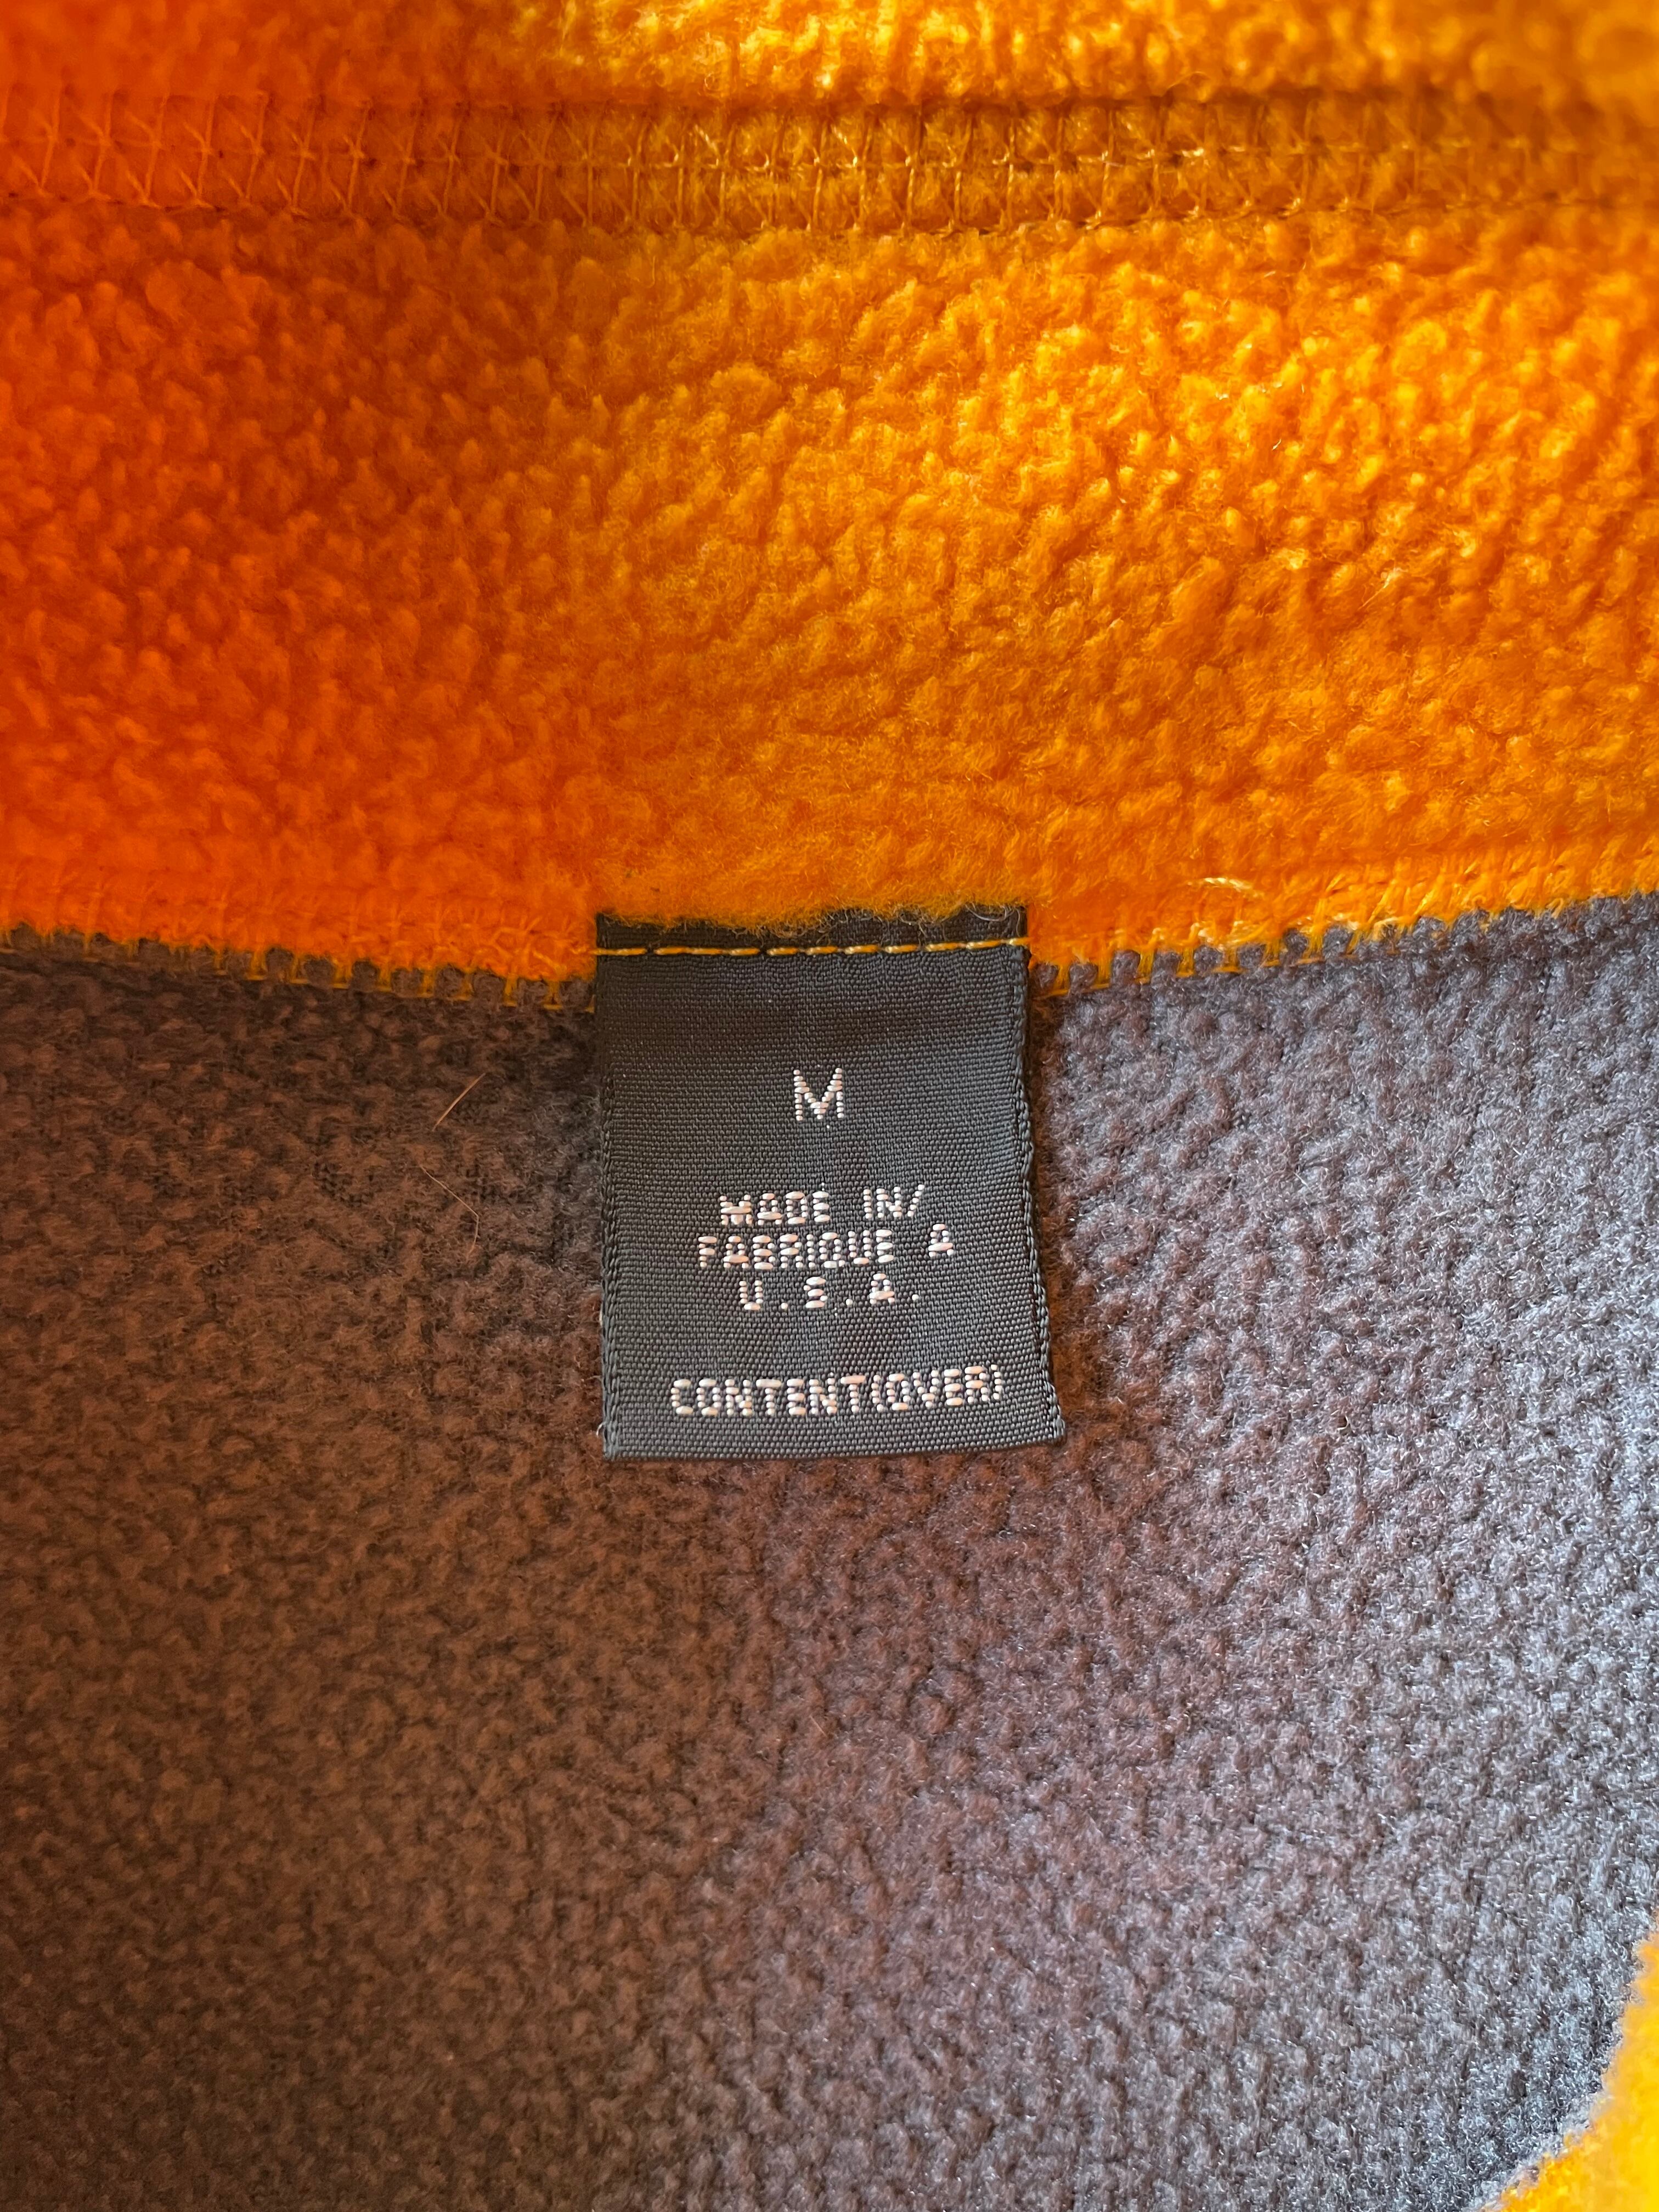 M
MADE IN/
FABRIQUE A
U.S.A.
CONTENT(OVER)